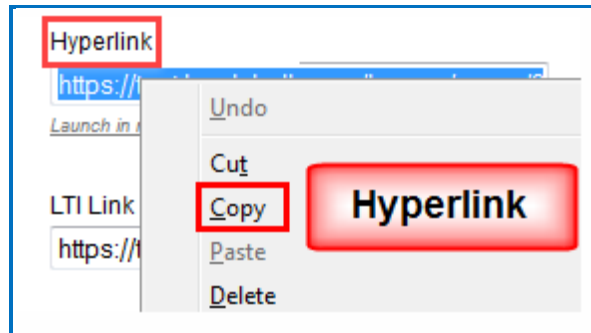 Hyperlink
https://t
Launch in
Undo
Cut
LTI Link
Copy
Hyperlink
https://t
Paste
Delete